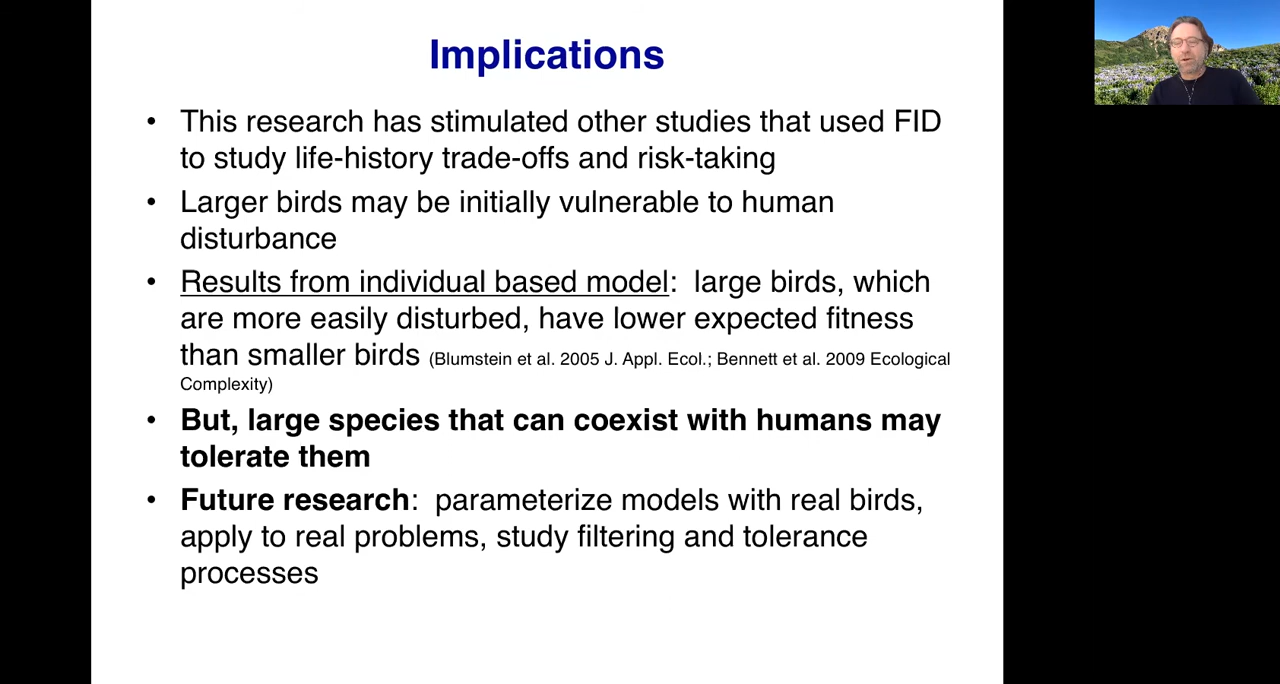 Implications
• This research has stimulated other studies that used FID
to study life-history trade-offs and risk-taking
• Larger birds may be initially vulnerable to human
disturbance
• Results from individual based model:  large birds, which
are more easily disturbed, have lower expected fitness
than smaller birds (Blumstein et al. 2005 J. Appl. Ecol.; Bennett et al. 2009 Ecological
Complexity)
• But, large species that can coexist with humans may
tolerate them
• Future research:  parameterize models with real birds,
apply to real problems, study filtering and tolerance
processes